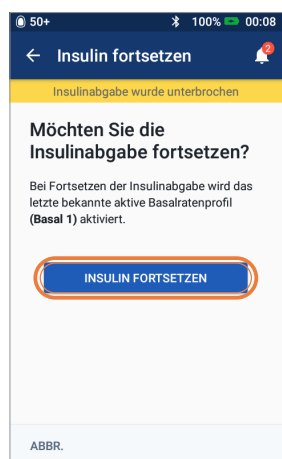 50+ 100% 00:08
Insulin fortsetzen 2
Insulinabgabe wurde unterbrochen
Möchten Sie die
Insulinabgabe fortsetzen?
Bei Fortsetzen der Insulinabgabe wird das
letzte bekannte aktive Basalratenprofil
(Basal 1) aktiviert.
INSULIN FORTSETZEN
ABBR.